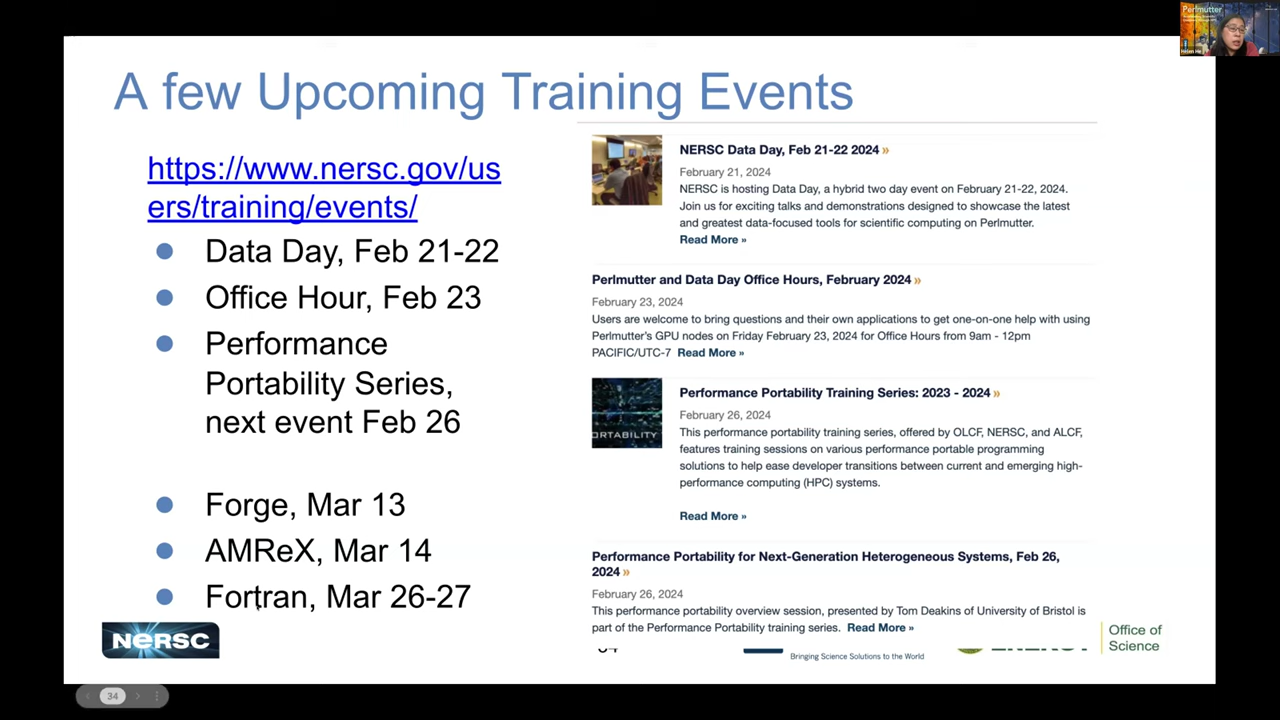 Perlmutter
A few Upcoming Training Events
https://www.nersc.gov/us
ers/training/events/
Data Day, Feb 21-22
Office Hour, Feb 23
Performance
Portability Series,
next event Feb 26
Forge, Mar 13
AMReX, Mar 14
Fortran, Mar 26-27
NERSC Data Day, Feb 21-22 2024 »
February 21, 2024
NERSC is hosting Data Day, a hybrid two day event on February 21-22, 2024.
Join us for exciting talks and demonstrations designed to showcase the latest
and greatest data-focused tools for scientific computing on Perlmutter.
Read More »
Perlmutter and Data Day Office Hours, February 2024 »
February 23, 2024
Users are welcome to bring questions and their own applications to get one-on-one help with using
Perlmutter's GPU nodes on Friday February 23, 2024 for Office Hours from 9am - 12pm
PACIFIC/UTC-7 Read More »
ORTABILITY
Performance Portability Training Series: 2023 - 2024 »
February 26, 2024
This performance portability training series, offered by OLCF, NERSC, and ALCF,
features training sessions on various performance portable programming
solutions to help ease developer transitions between current and emerging high-
performance computing (HPC) systems.
Read More »
Performance Portability for Next-Generation Heterogeneous Systems, Feb 26,
2024 »
February 26, 2024
This performance portability overview session, presented by Tom Deakins of University of Bristol is
part of the Performance Portability training series. Read More »
NERSC
Bringing Science Solutions to the World
Office of
Science
34